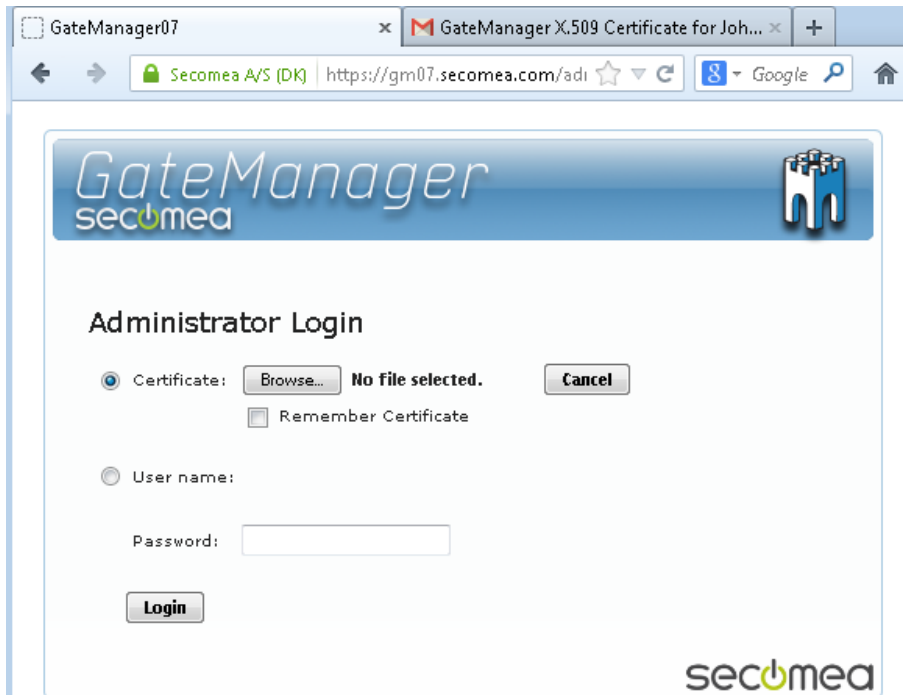 GateManager07
GateManager X.509 Certificate for Joh...
Secomea A/S (DK) https://gm07.secomea.com/adı
8 Google
GateManager
secomea
Administrator Login
Certificate: Browse... No file selected. Cancel
Remember Certificate
User name:
Password:
Login
secomea